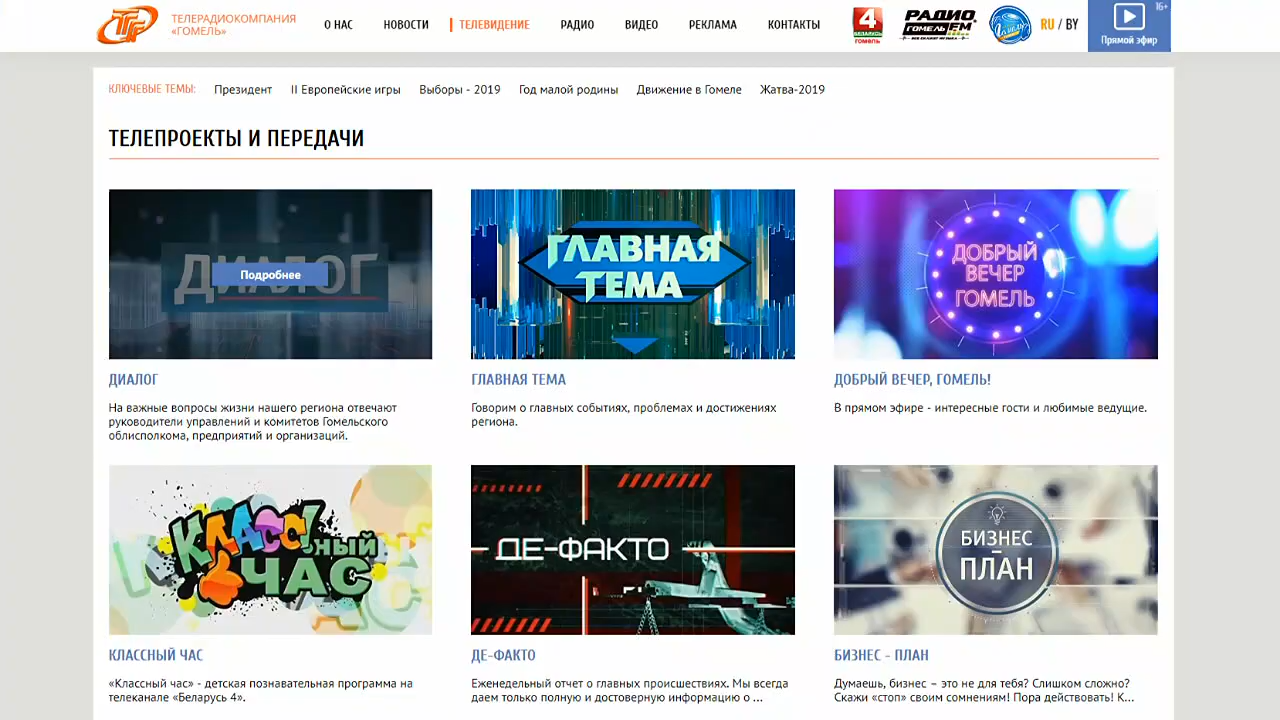 ТЕЛЕРАДИОКОМПАНИЯ
«ГОМЕЛЬ»
О НАС НОВОСТИ ТЕЛЕВИДЕНИЕ РАДИО ВИДЕО РЕКЛАМА КОНТАКТЫ
4
БЕЛАРУСЬ
ГОМЕЛЬ
РАДИО
ГОМЕЛЬ FM
RU / BY
16+
Прямой эфир
КЛЮЧЕВЫЕ ТЕМЫ: Президент II Европейские игры Выборы - 2019 Год малой родины Движение в Гомеле Жатва-2019
ТЕЛЕПРОЕКТЫ И ПЕРЕДАЧИ
ДИАЛОГ
Подробнее
ГЛАВНАЯ
ТЕМА
ДОБРЫЙ
ВЕЧЕР
ГОМЕЛЬ
ДИАЛОГ
На важные вопросы жизни нашего региона отвечают
руководители управлений и комитетов Гомельского
облисполкома, предприятий и организаций.
ГЛАВНАЯ ТЕМА
Говорим о главных событиях, проблемах и достижениях
региона.
ДОБРЫЙ ВЕЧЕР, ГОМЕЛЬ!
В прямом эфире - интересные гости и любимые ведущие.
КЛАСС!ный
ЧАС
ДЕ-ФАКТО
БИЗНЕС
–
ПЛАН
КЛАССНЫЙ ЧАС
«Классный час» - детская познавательная программа на
телеканале «Беларусь 4».
ДЕ-ФАКТО
Еженедельный отчет о главных происшествиях. Мы всегда
даем только полную и достоверную информацию о ...
БИЗНЕС - ПЛАН
Думаешь, бизнес – это не для тебя? Слишком сложно?
Скажи «стоп» своим сомнениям! Пора действовать! К...